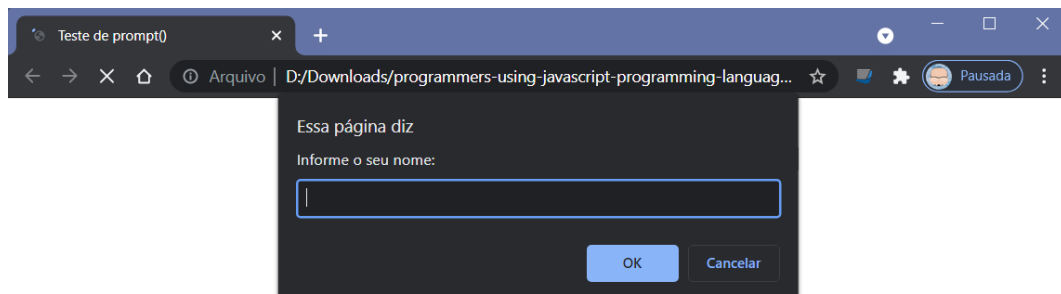 Teste de prompt()
Arquivo | D:/Downloads/programmers-using-javascript-programming-languag... Pausada
Essa página diz
Informe o seu nome:
OK Cancelar